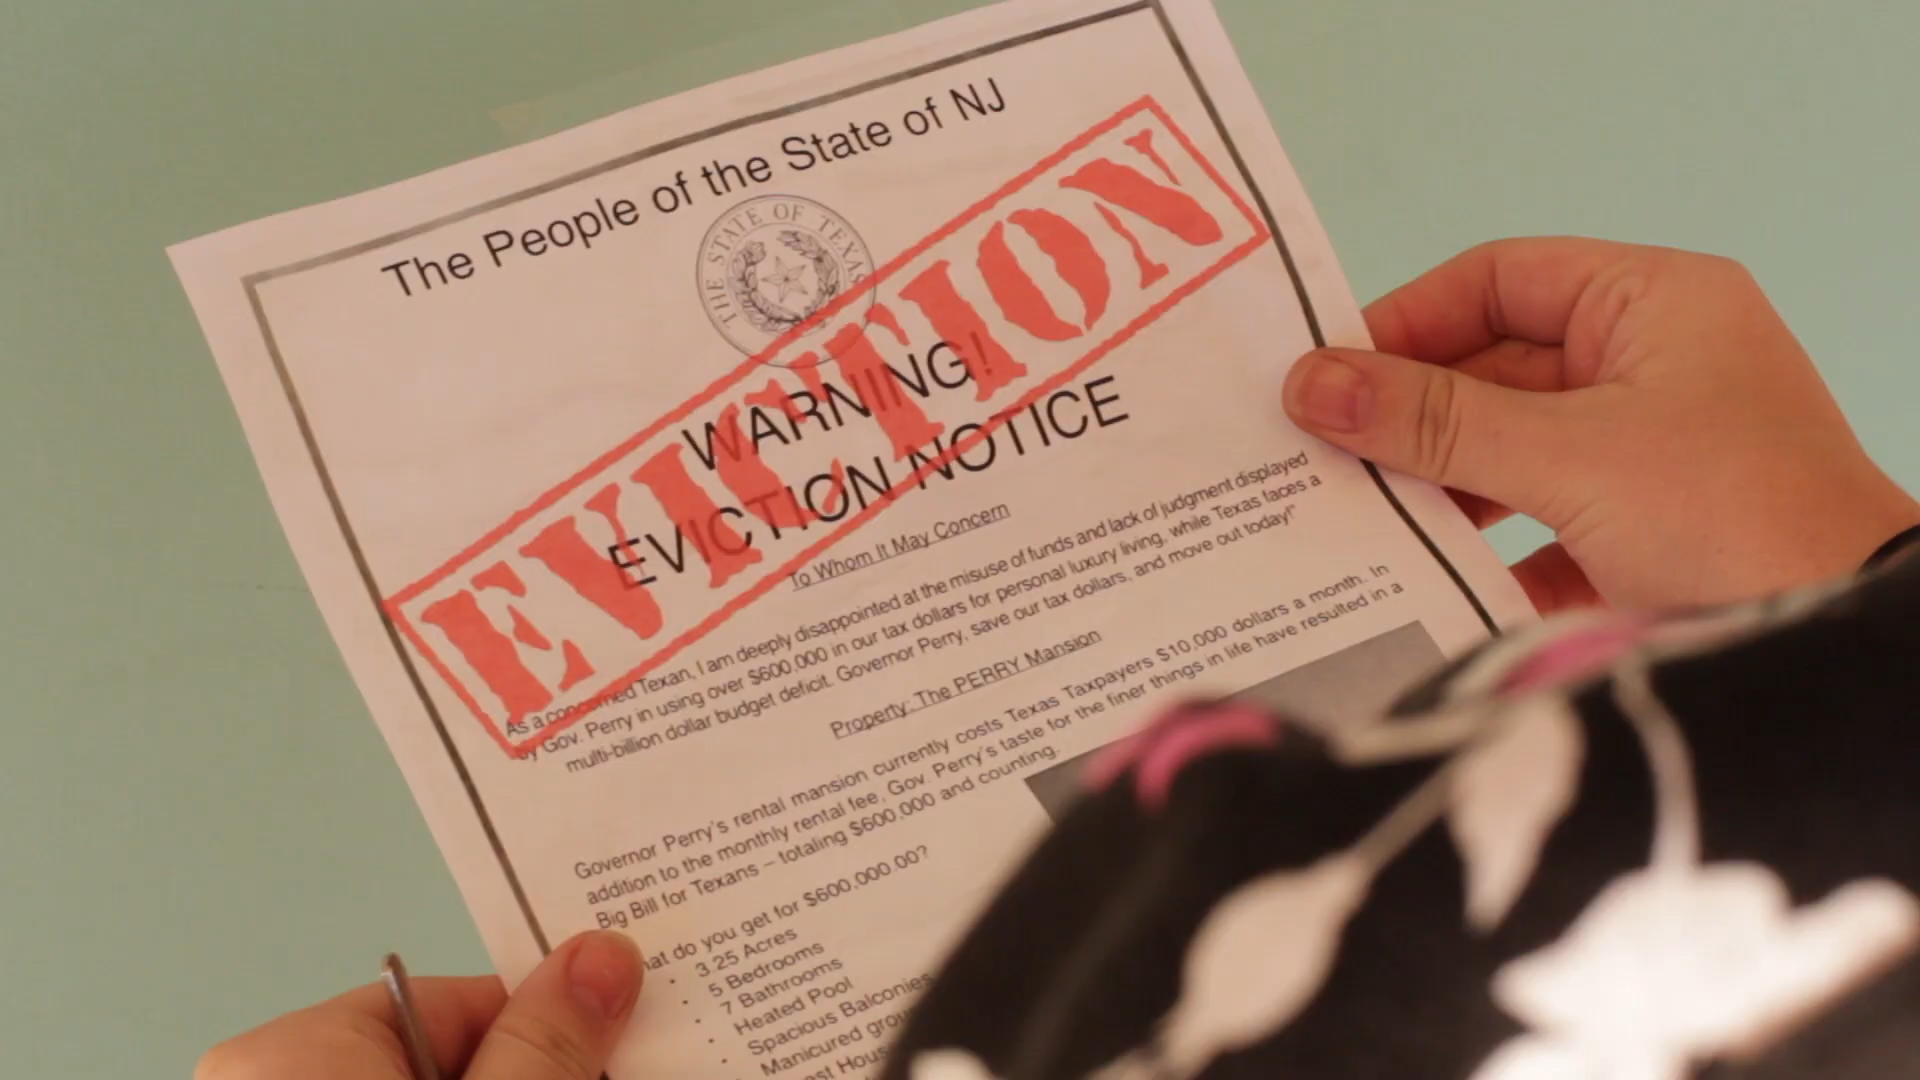 The People of the State of NJ
THE STATE OF TEXAS
EVICTION
WARNING!
EVICTION NOTICE
To Whom It May Concern
As a concerned Texan, I am deeply disappointed at the misuse of funds and lack of judgment displayed
by Gov. Perry in using over $600,000 in our tax dollars for personal luxury living, while Texas faces a
multi-billion dollar budget deficit. Governor Perry, save our tax dollars, and move out today!"
Property: The PERRY Mansion
Governor Perry's rental mansion currently costs Texas Taxpayers $10,000 dollars a month. In
addition to the monthly rental fee, Gov. Perry's taste for the finer things in life have resulted in a
Big Bill for Texans – totaling $600,000 and counting.
hat do you get for $600,000.00?
· 3.25 Acres
· 5 Bedrooms
· 7 Bathrooms
· Heated Pool
· Spacious Balconies
· Manicured grou
est Hous